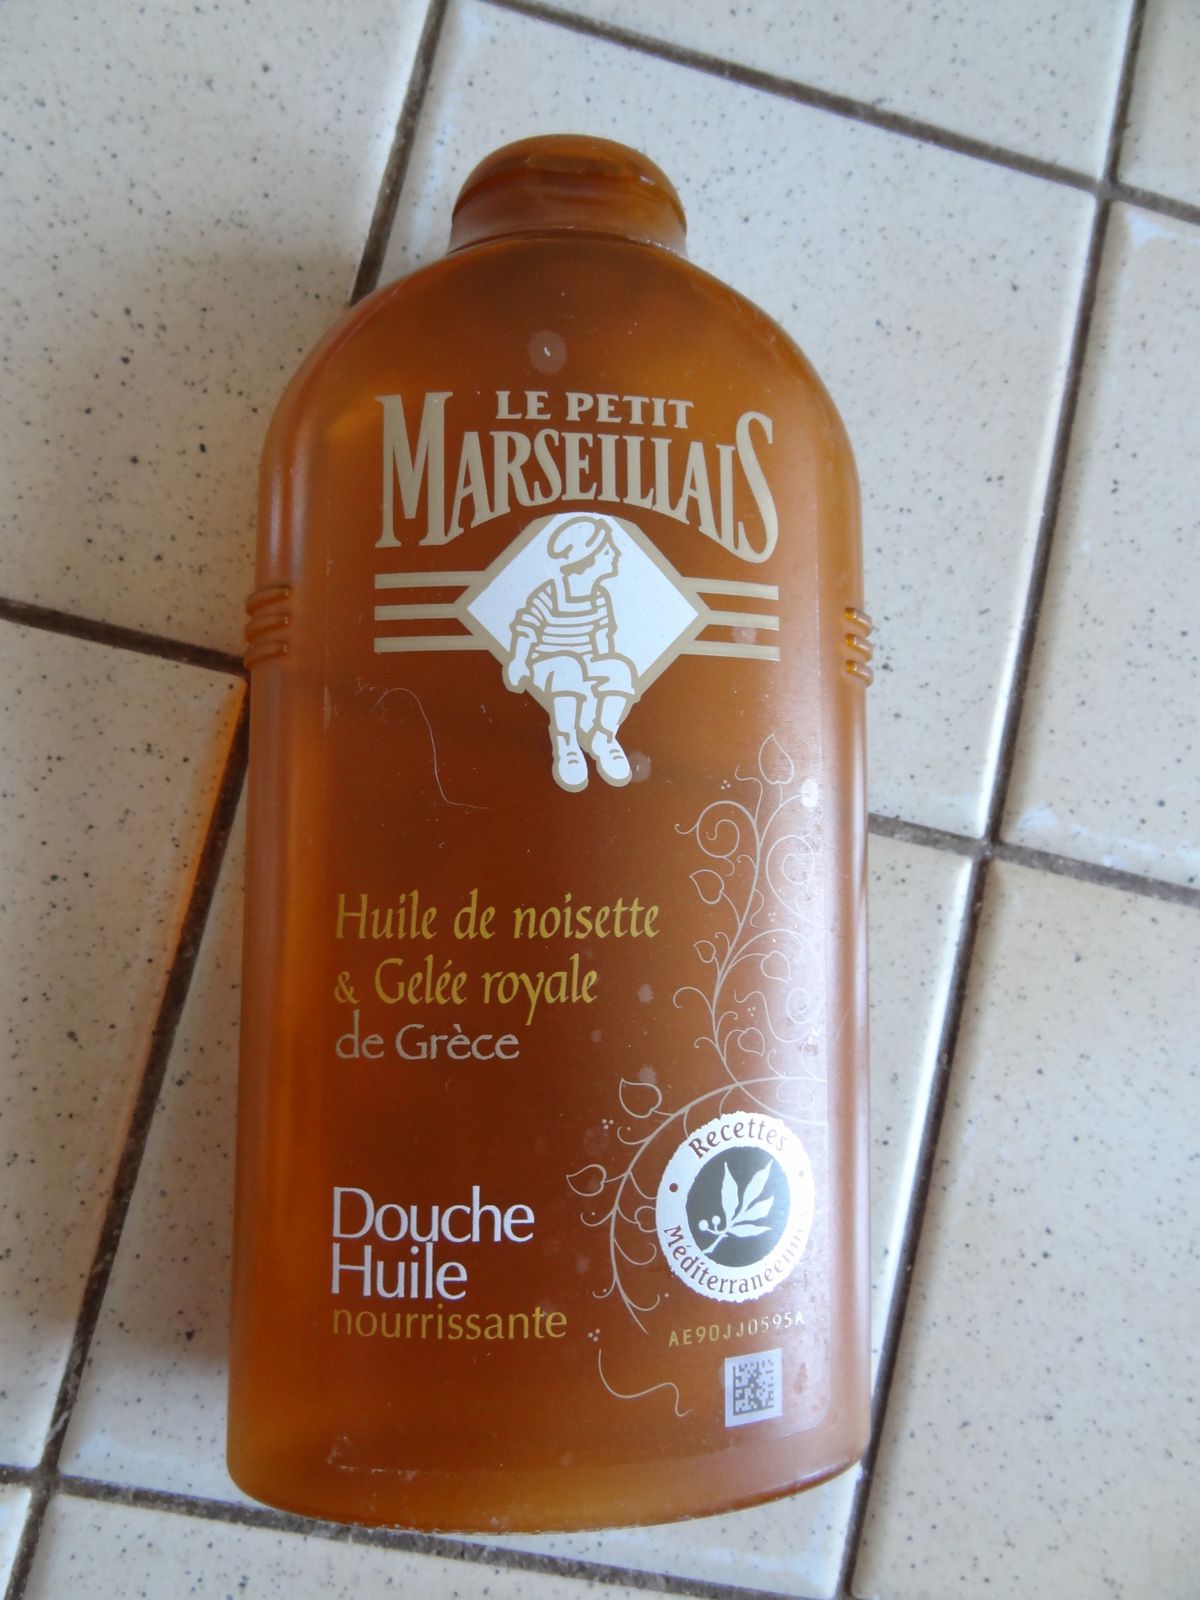 LE PETIT
MARSEILLAIS
Huile de noisette
& Gelée royale
de Grèce
Recettes
Méditerranéennes
Douche
Huile
nourrissante
AE90JJ0595A